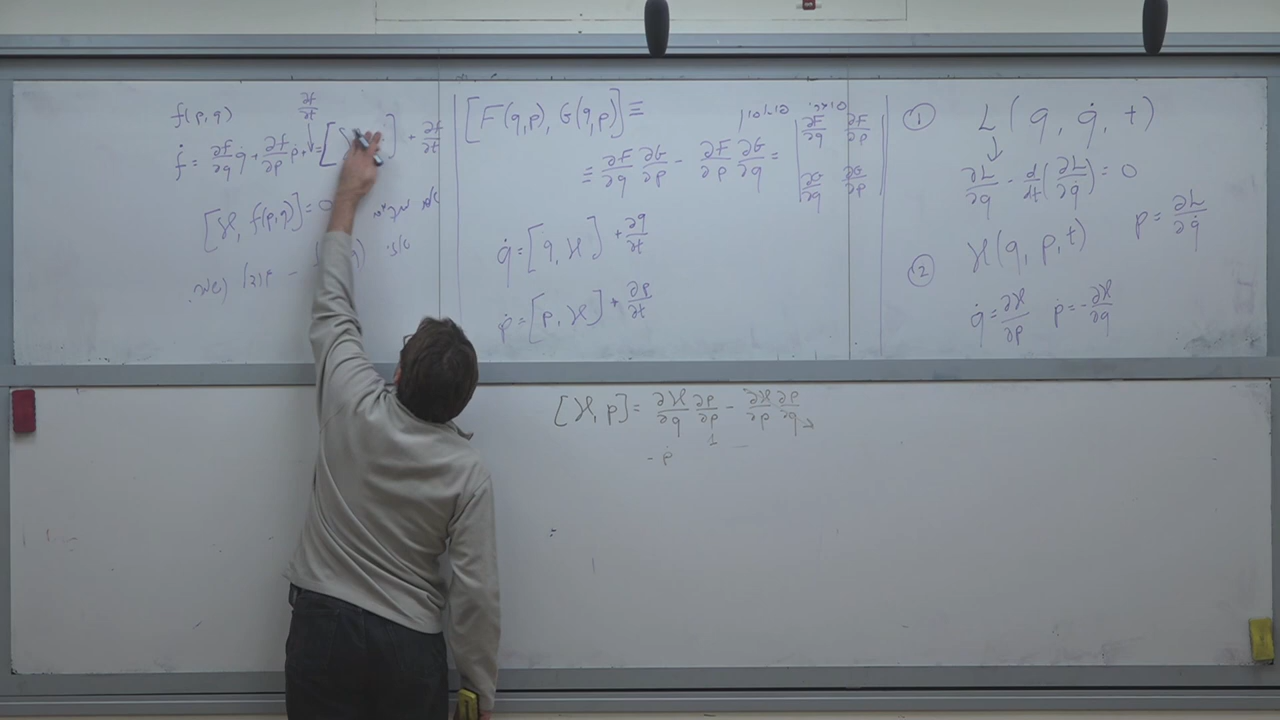 f(p,q)
∂f/∂t
ḟ = ∂f/∂q q̇ + ∂f/∂p ṗ + = [ ] + ∂f/∂t
[ℋ, f(p,q)] = 0
[F(q,p), G(q,p)] ≡
≡ ∂F/∂q ∂G/∂p - ∂F/∂p ∂G/∂q = | ∂F/∂q ∂F/∂p
∂G/∂q ∂G/∂p |
q̇ = [q, ℋ] + ∂q/∂t
ṗ = [p, ℋ] + ∂p/∂t
① L(q, q̇, t)
∂L/∂q - d/dt(∂L/∂q̇) = 0
p = ∂L/∂q̇
② ℋ(q, p, t)
q̇ = ∂ℋ/∂p ṗ = -∂ℋ/∂q
[ℋ, p] = ∂ℋ/∂q ∂p/∂p - ∂ℋ/∂p ∂p/∂q
1
- ṗ